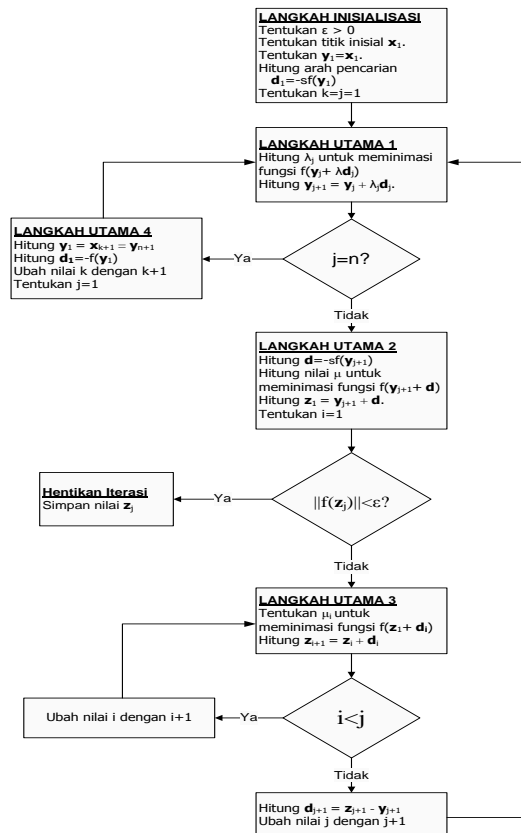 LANGKAH INISIALISASI
Tentukan ε > 0
Tentukan titik inisial x₁.
Tentukan y₁=x₁.
Hitung arah pencarian
d₁=-sf(y₁)
Tentukan k=j=1
LANGKAH UTAMA 1
Hitung λⱼ untuk meminimasi
fungsi f(yⱼ+ λdⱼ)
Hitung yⱼ₊₁ = yⱼ + λⱼdⱼ.
LANGKAH UTAMA 4
Hitung y₁ = xₖ₊₁ = yₙ₊₁
Hitung d₁=-f(y₁)
Ubah nilai k dengan k+1
Tentukan j=1
Ya
j=n?
Tidak
LANGKAH UTAMA 2
Hitung d=-sf(yⱼ₊₁)
Hitung nilai μ untuk
meminimasi fungsi f(yⱼ₊₁+ d)
Hitung z₁ = yⱼ₊₁ + d.
Tentukan i=1
Hentikan Iterasi
Simpan nilai zⱼ
Ya
||f(zⱼ)||<ε?
Tidak
LANGKAH UTAMA 3
Tentukan μᵢ untuk
meminimasi fungsi f(z₁+ dᵢ)
Hitung zᵢ₊₁ = zᵢ + dᵢ
Ubah nilai i dengan i+1
Ya
i<j
Tidak
Hitung dⱼ₊₁ = zⱼ₊₁ - yⱼ₊₁
Ubah nilai j dengan j+1